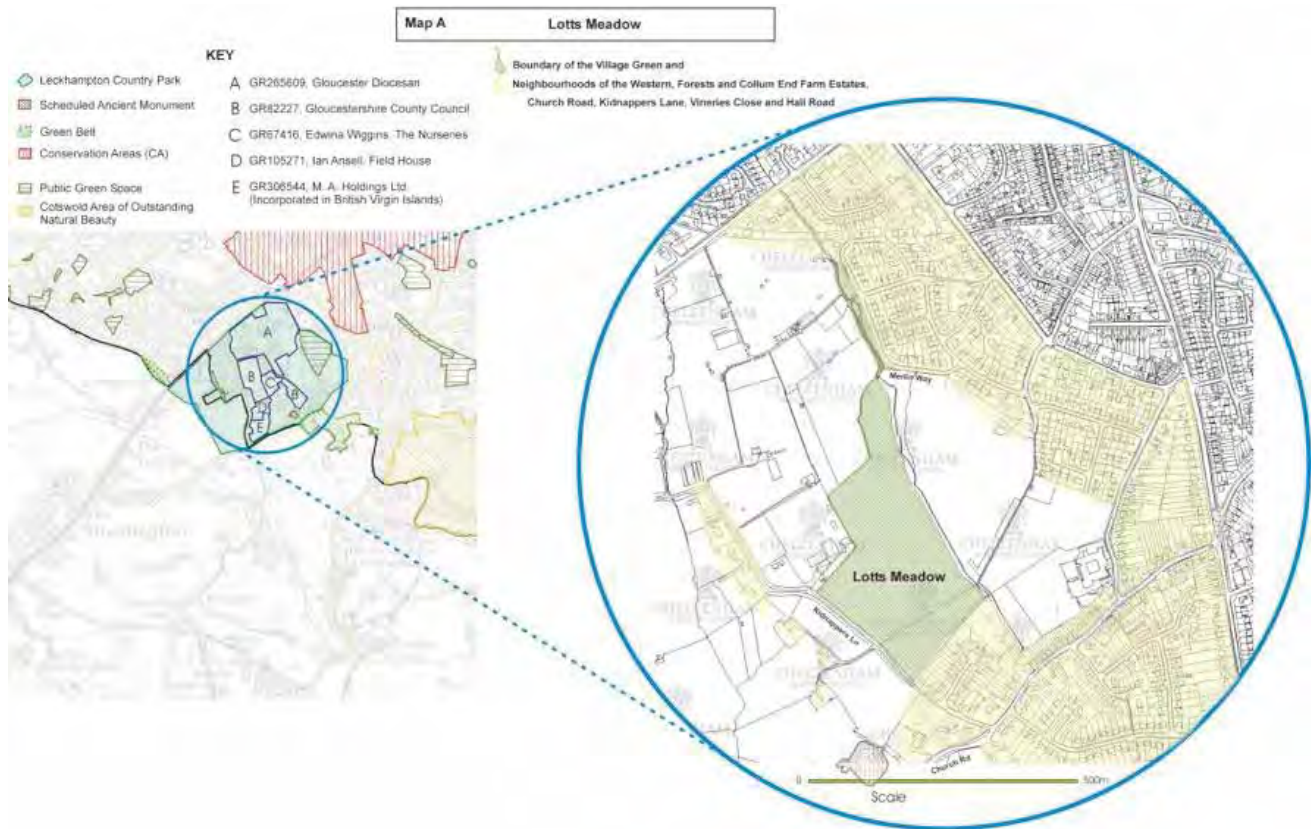 Map A Lotts Meadow
KEY
Leckhampton Country Park
Scheduled Ancient Monument
Green Belt
Conservation Areas (CA)
Public Green Space
Cotswold Area of Outstanding
Natural Beauty
A GR265609, Gloucester Diocesan
B GR82227, Gloucestershire County Council
C GR67416, Edwina Wiggins, The Nurseries
D GR105271, Ian Ansell, Field House
E GR306544, M. A. Holdings Ltd
(Incorporated in British Virgin Islands)
Boundary of the Village Green and
Neighbourhoods of the Western, Forests and Collum End Farm Estates,
Church Road, Kidnappers Lane, Vineries Close and Hall Road
A
B
C
B
E
Merlin Way
Lotts Meadow
Kidnappers Ln
Church Rd
0 500m
Scale